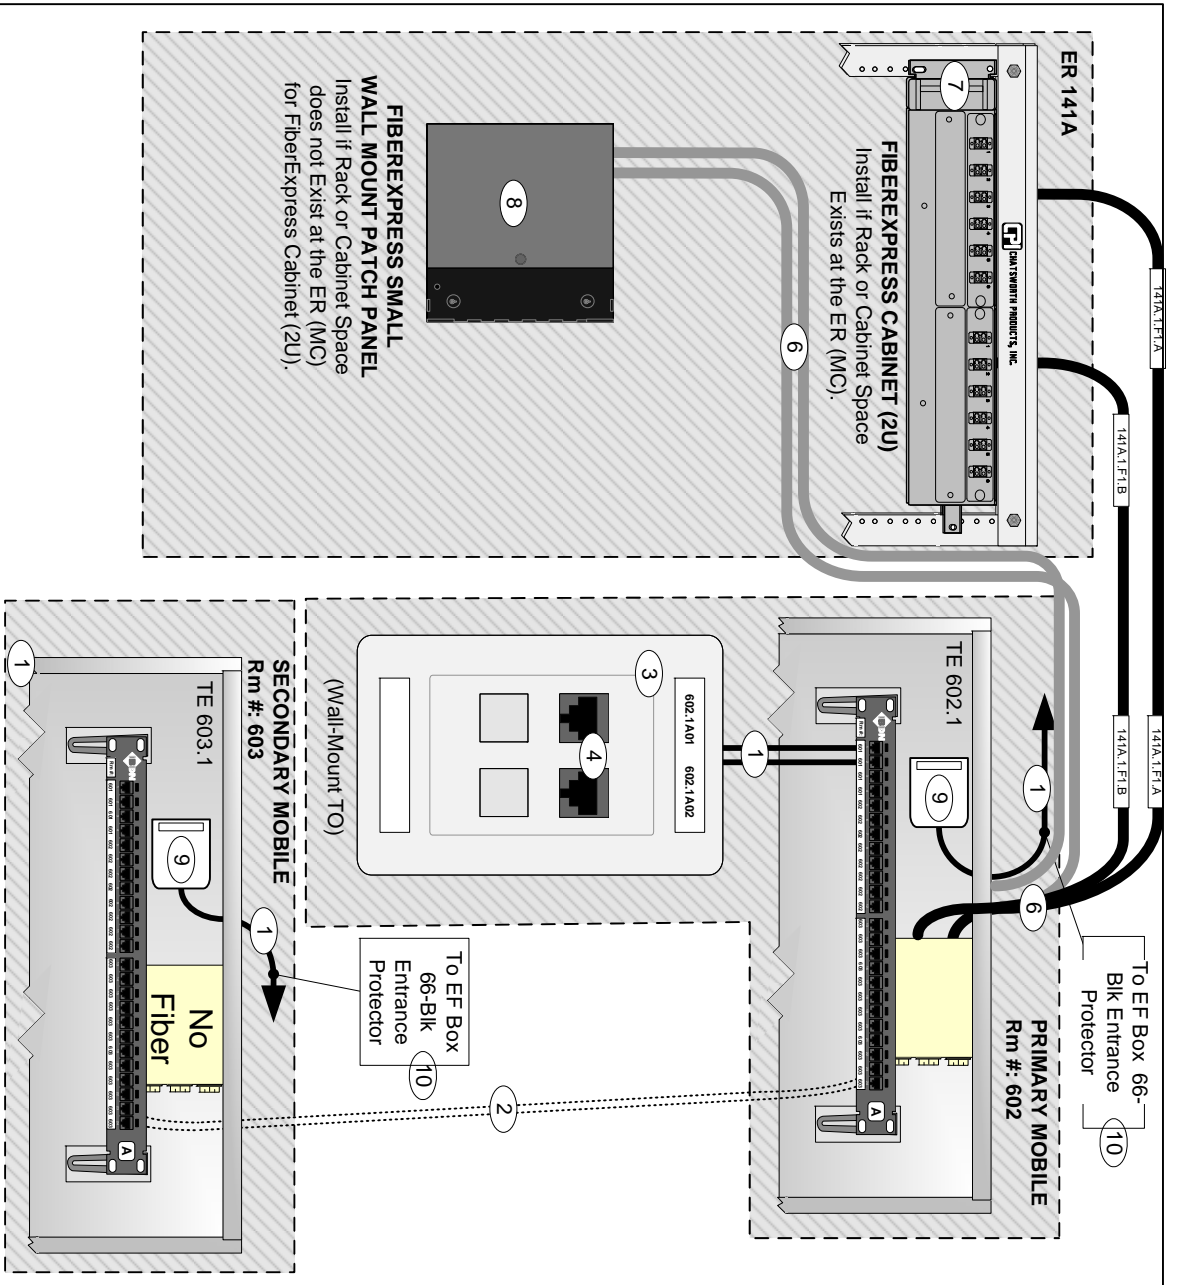 ER 141A
7
CHATSWORTH PRODUCTS, INC.
FIBEREXPRESS CABINET (2U)
Install if Rack or Cabinet Space
Exists at the ER (MC).
8
FIBEREXPRESS SMALL
WALL MOUNT PATCH PANEL
Install if Rack or Cabinet Space
does not Exist at the ER (MC)
for FiberExpress Cabinet (2U).
6
141A.1.F1.A
141A.1.F1.B
141A.1.F1.A
141A.1.F1.B
To EF Box 66-
Blk Entrance
Protector
10
PRIMARY MOBILE
Rm #: 602
TE 602.1
1
9
6
A
1
602.1A01 602.1A02
3
4
(Wall-Mount TO)
2
To EF Box
66-Blk
Entrance
Protector
10
SECONDARY MOBILE
Rm #: 603
TE 603.1
1
9
1
No
Fiber
A